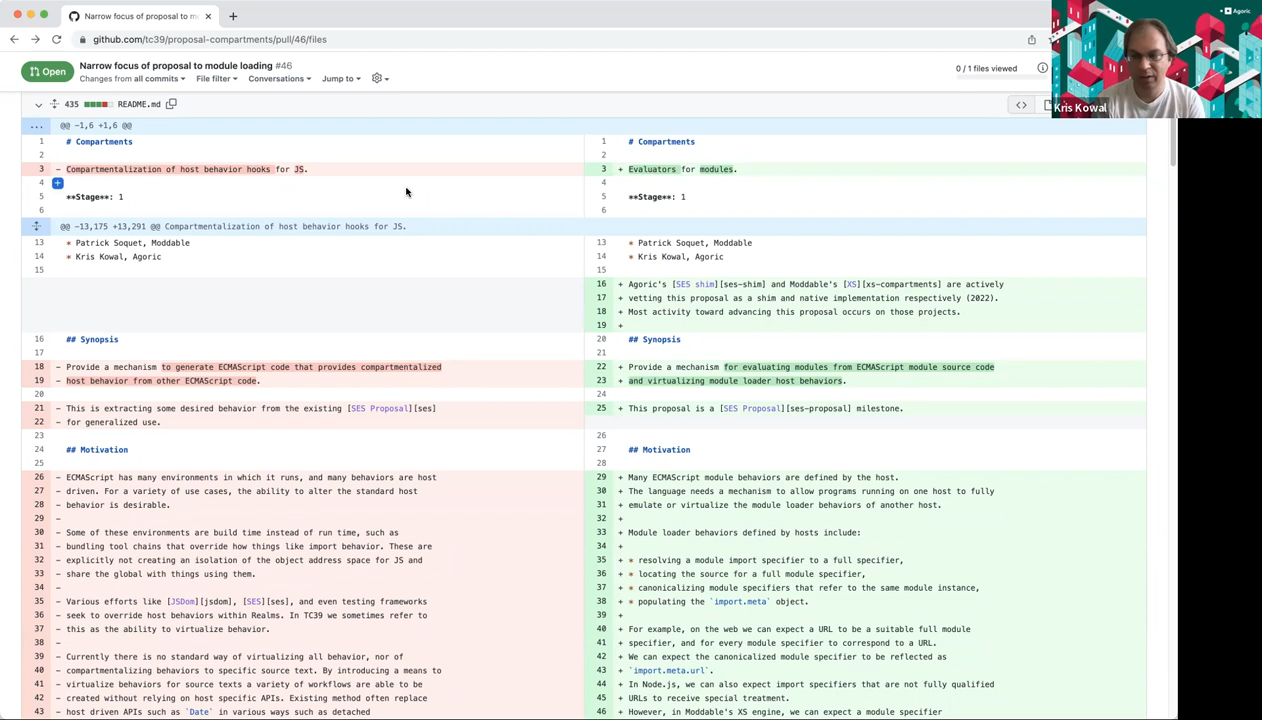 Narrow focus of proposal to mo
github.com/tc39/proposal-compartments/pull/46/files
Agoric
Kris Kowal
Open
Narrow focus of proposal to module loading #46
Changes from all commits
File filter
Conversations
Jump to
0 / 1 files viewed
435 README.md
@@ -1,6 +1,6 @@
1 # Compartments
2
3 - Compartmentalization of host behavior hooks for JS.
4
5 **Stage**: 1
6
1 # Compartments
2
3 + Evaluators for modules.
4
5 **Stage**: 1
6
@@ -13,175 +13,291 @@ Compartmentalization of host behavior hooks for JS.
13 * Patrick Soquet, Moddable
14 * Kris Kowal, Agoric
15
16 ## Synopsis
17
18 - Provide a mechanism to generate ECMAScript code that provides compartmentalized
19 - host behavior from other ECMAScript code.
20
21 - This is extracting some desired behavior from the existing [SES Proposal][ses]
22 - for generalized use.
23
24 ## Motivation
25
26 - ECMAScript has many environments in which it runs, and many behaviors are host
27 - driven. For a variety of use cases, the ability to alter the standard host
28 - behavior is desirable.
29 -
30 - Some of these environments are build time instead of run time, such as
31 - bundling tool chains that override how things like import behavior. These are
32 - explicitly not creating an isolation of the object address space for JS and
33 - share the global with things using them.
34 -
35 - Various efforts like [JSDom][jsdom], [SES][ses], and even testing frameworks
36 - seek to override host behaviors within Realms. In TC39 we sometimes refer to
37 - this as the ability to virtualize behavior.
38 -
39 - Currently there is no standard way of virtualizing all behavior, nor of
40 - compartmentalizing behaviors to specific source text. By introducing a means to
41 - virtualize behaviors for source texts a variety of workflows are able to be
42 - created without relying on host specific APIs. Existing method often replace
43 - host driven APIs such as `Date` in various ways such as detached
13 * Patrick Soquet, Moddable
14 * Kris Kowal, Agoric
15
16 + Agoric's [SES shim][ses-shim] and Moddable's [XS][xs-compartments] are actively
17 + vetting this proposal as a shim and native implementation respectively (2022).
18 + Most activity toward advancing this proposal occurs on those projects.
19 +
20 ## Synopsis
21
22 + Provide a mechanism for evaluating modules from ECMAScript module source code
23 + and virtualizing module loader host behaviors.
24
25 + This proposal is a [SES Proposal][ses-proposal] milestone.
26
27 ## Motivation
28
29 + Many ECMAScript module behaviors are defined by the host.
30 + The language needs a mechanism to allow programs running on one host to fully
31 + emulate or virtualize the module loader behaviors of another host.
32 +
33 + Module loader behaviors defined by hosts include:
34 +
35 + * resolving a module import specifier to a full specifier,
36 + * locating the source for a full module specifier,
37 + * canonicalizing module specifiers that refer to the same module instance,
38 + * populating the `import.meta` object.
39 +
40 + For example, on the web we can expect a URL to be a suitable full module
41 + specifier, and for every module specifier to correspond to a URL.
42 + We can expect the canonicalized module specifier to be reflected as
43 + `import.meta.url`.
44 + In Node.js, we can also expect import specifiers that are not fully qualified
45 + URLs to receive special treatment.
46 + However, in Moddable's XS engine, we can expect a module specifier